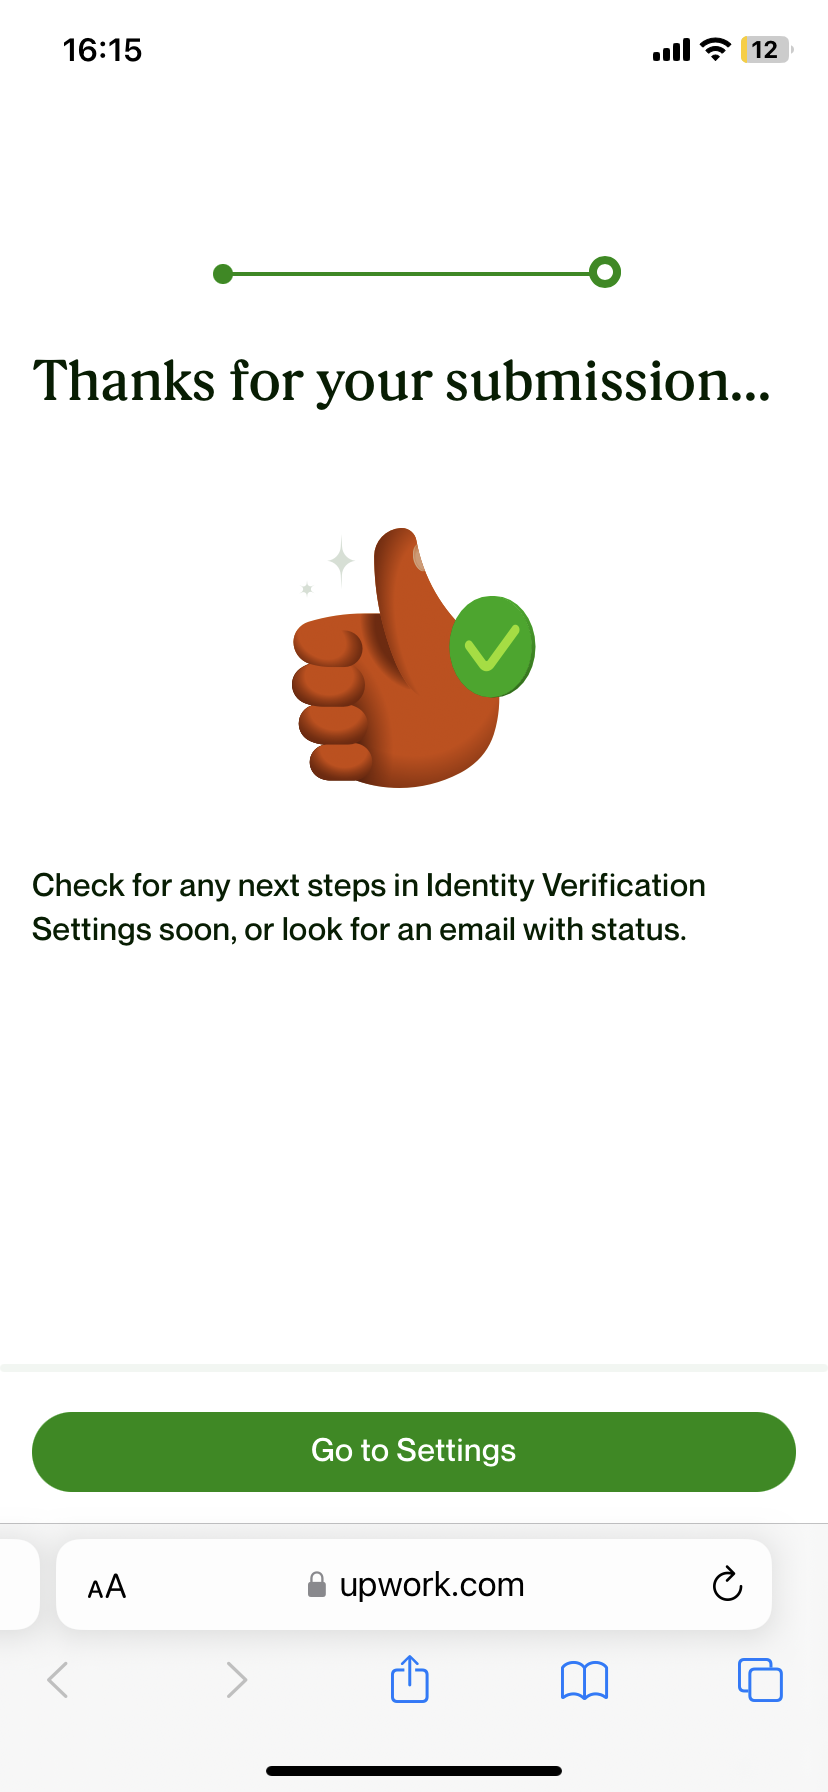 16:15
12
Thanks for your submission...
Check for any next steps in Identity Verification
Settings soon, or look for an email with status.
Go to Settings
AA
upwork.com